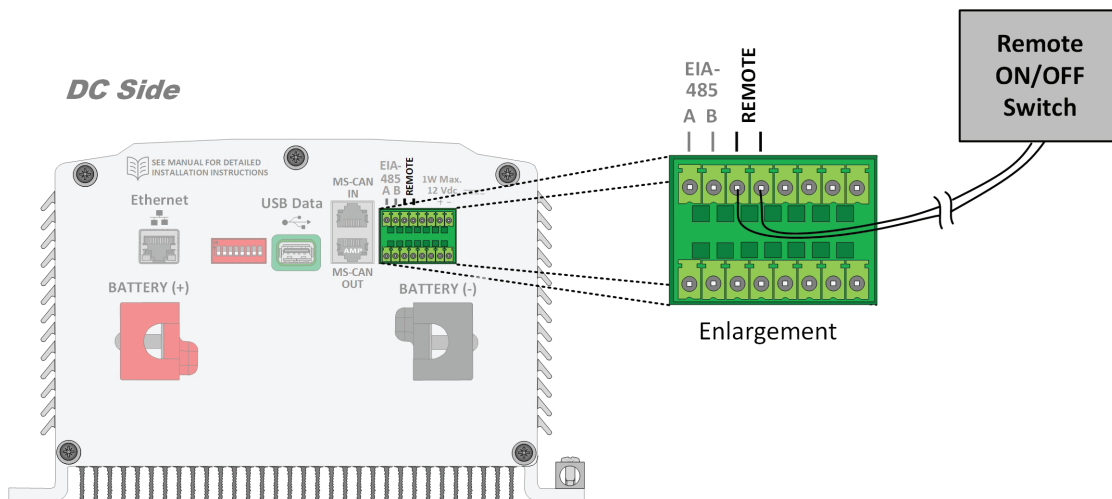 DC Side
SEE MANUAL FOR DETAILED
INSTALLATION INSTRUCTIONS
Ethernet
USB Data
MS-CAN
IN
AMP
MS-CAN
OUT
EIA-
485
A B
REMOTE
1W Max.
12 Vdc
+ -
BATTERY (+)
BATTERY (-)
EIA-
485
A B
REMOTE
Enlargement
Remote
ON/OFF
Switch